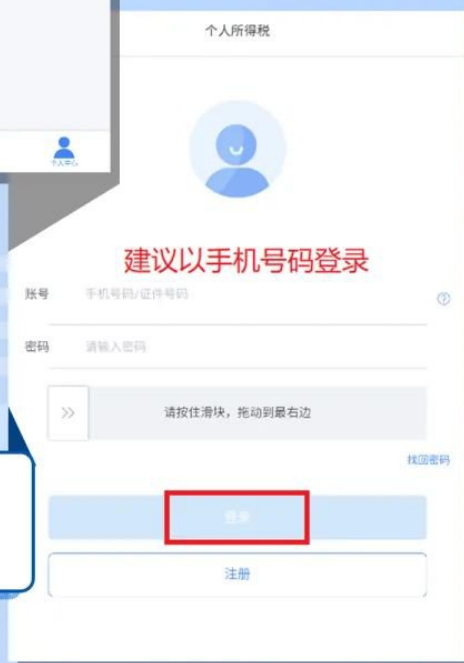 个人所得税
个人中心
建议以手机号码登录
账号 手机号码/证件号码
密码 请输入密码
请按住滑块，拖动到最右边
找回密码
登录
注册